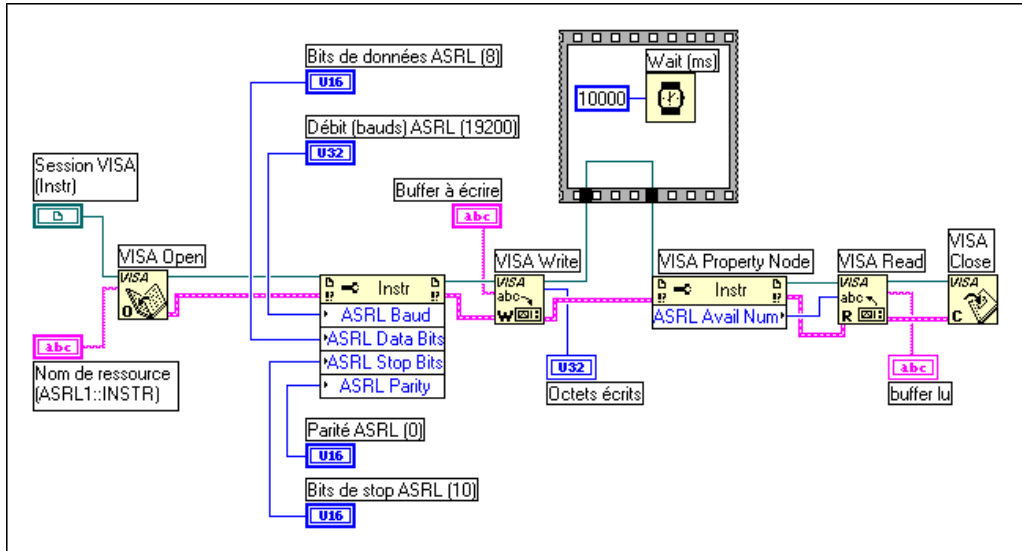 Bits de données ASRL (8)
U16
Débit (bauds) ASRL (19200)
U32
Wait (ms)
10000
Session VISA
(Instr)
Buffer à écrire
abc
VISA Open
VISA
O
VISA Write
VISA
abc
W
VISA Property Node
VISA Read
VISA
abc
R
VISA
Close
VISA
C
Instr
ASRL Baud
ASRL Data Bits
ASRL Stop Bits
ASRL Parity
Instr
ASRL Avail Num
abc
Nom de ressource
(ASRL1::INSTR)
U32
Octets écrits
abc
buffer lu
Parité ASRL (0)
U16
Bits de stop ASRL (10)
U16